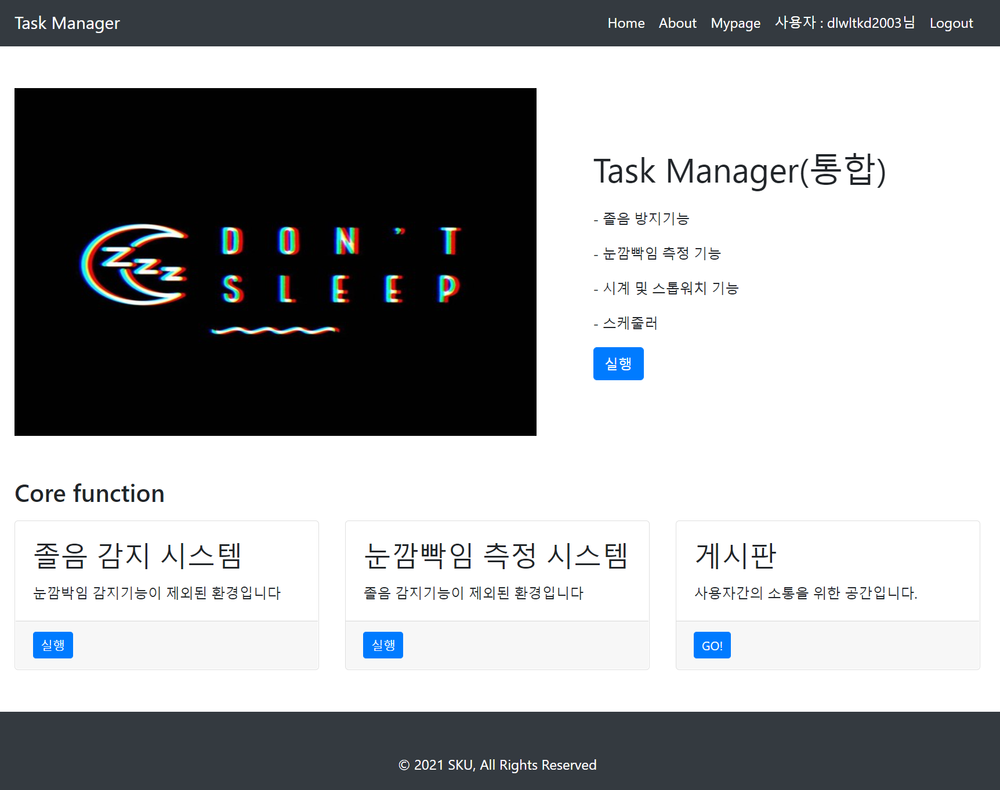 Task Manager
Home About Mypage 사용자 : dlwltkd2003님 Logout
ZZZ
DON'T
SLEEP
Task Manager(통합)
- 졸음 방지기능
- 눈깜빡임 측정 기능
- 시계 및 스톱워치 기능
- 스케줄러
실행
Core function
졸음 감지 시스템
눈깜박임 감지기능이 제외된 환경입니다
실행
눈깜빡임 측정 시스템
졸음 감지기능이 제외된 환경입니다
실행
게시판
사용자간의 소통을 위한 공간입니다.
GO!
© 2021 SKU, All Rights Reserved